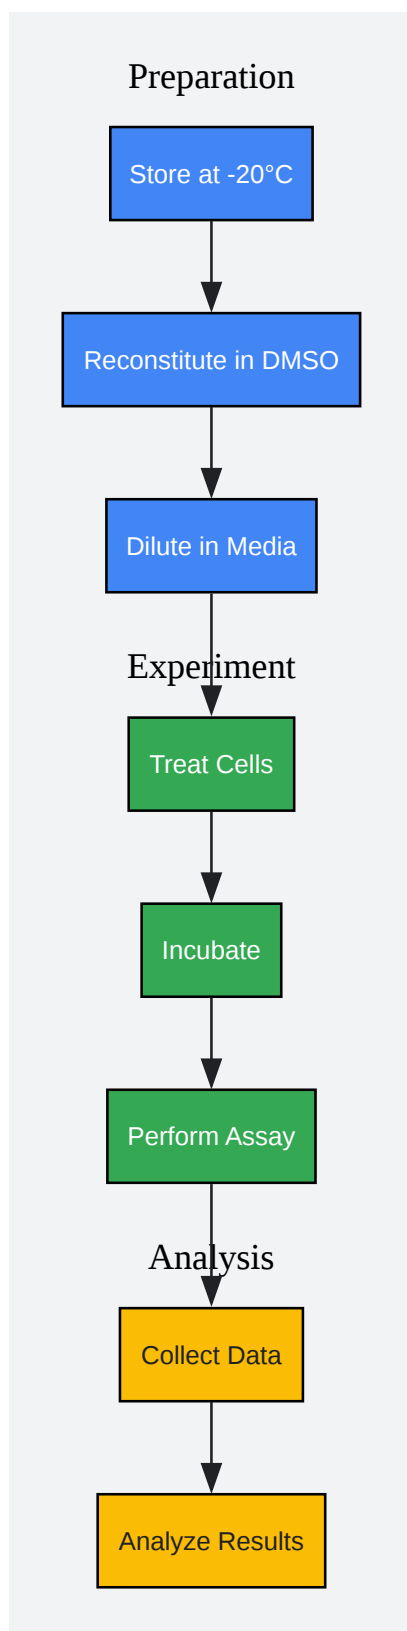 Preparation
Store at -20°C
Reconstitute in DMSO
Dilute in Media
Experiment
Treat Cells
Incubate
Perform Assay
Analysis
Collect Data
Analyze Results